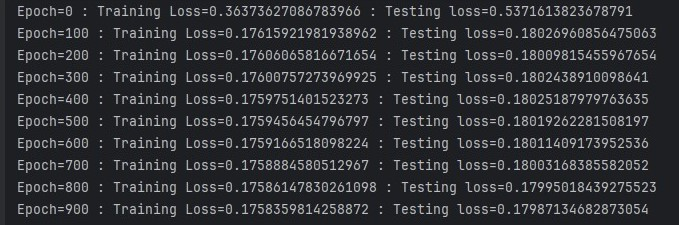 Epoch=0 : Training Loss=0.36373627086783966 : Testing loss=0.5371613823678791
Epoch=100 : Training Loss=0.17615921981938962 : Testing loss=0.18026960856475063
Epoch=200 : Training Loss=0.17606065816671654 : Testing loss=0.18009815455967654
Epoch=300 : Training Loss=0.17600757273969925 : Testing loss=0.1802438910098641
Epoch=400 : Training Loss=0.1759751401523273 : Testing loss=0.18025187979763635
Epoch=500 : Training Loss=0.1759456454796797 : Testing loss=0.18019262281508197
Epoch=600 : Training Loss=0.1759166518098224 : Testing loss=0.18011409173952536
Epoch=700 : Training Loss=0.1758884580512967 : Testing loss=0.18003168385582052
Epoch=800 : Training Loss=0.17586147830261098 : Testing loss=0.17995018439275523
Epoch=900 : Training Loss=0.1758359814258872 : Testing loss=0.17987134682873054